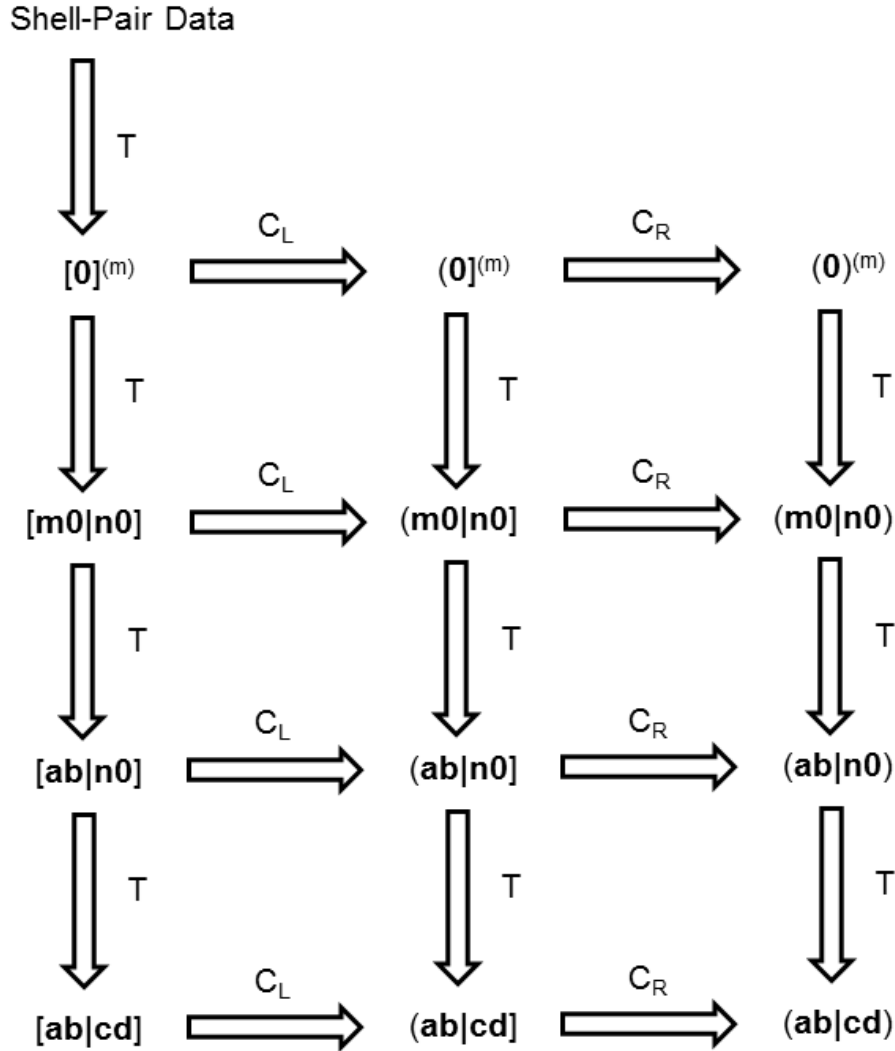 Shell-Pair Data
T
C_L C_R
[0]^(m) (0]^(m) (0)^(m)
T T T
C_L C_R
[m0|n0] (m0|n0] (m0|n0)
T T T
C_L C_R
[ab|n0] (ab|n0] (ab|n0)
T T T
C_L C_R
[ab|cd] (ab|cd] (ab|cd)